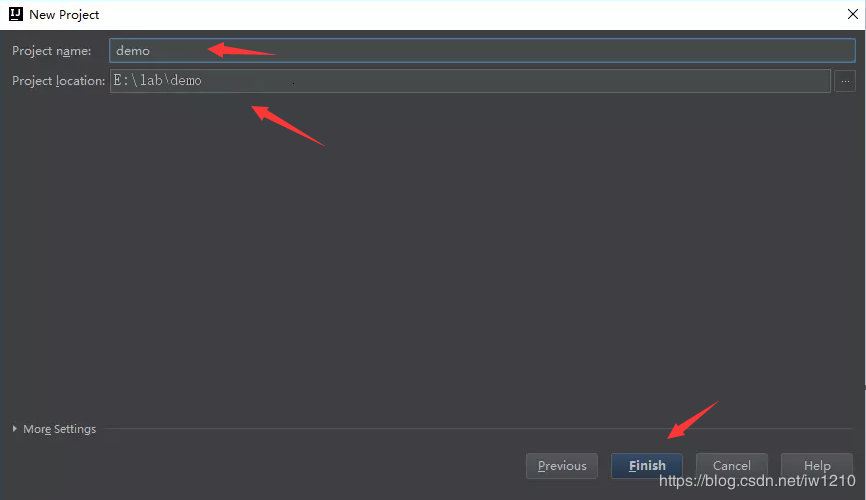 IJ New Project
Project name: demo
Project location: E:\lab\demo ...
More Settings
Previous Finish Cancel Help
https://blog.csdn.net/iw1210